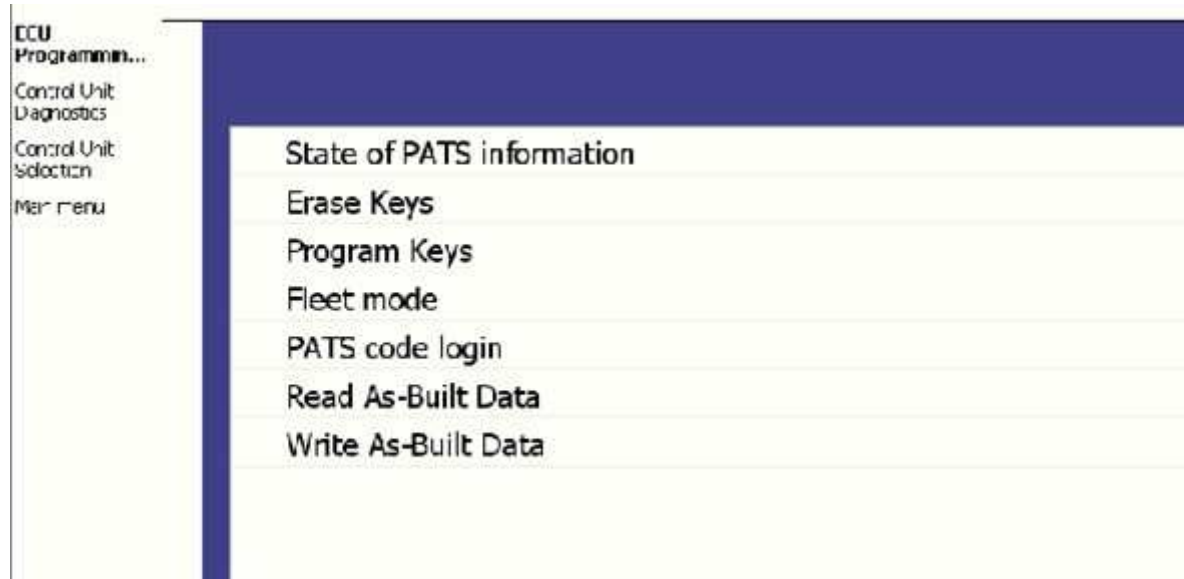 ECU
Programmin...
Control Unit
Diagnostics
Control Unit
Selection
Main menu
State of PATS information
Erase Keys
Program Keys
Fleet mode
PATS code login
Read As-Built Data
Write As-Built Data